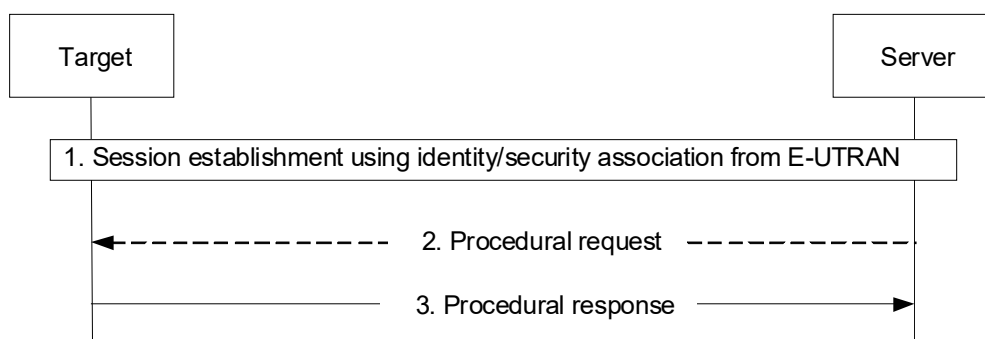 Target
Server
1. Session establishment using identity/security association from E-UTRAN
2. Procedural request
3. Procedural response